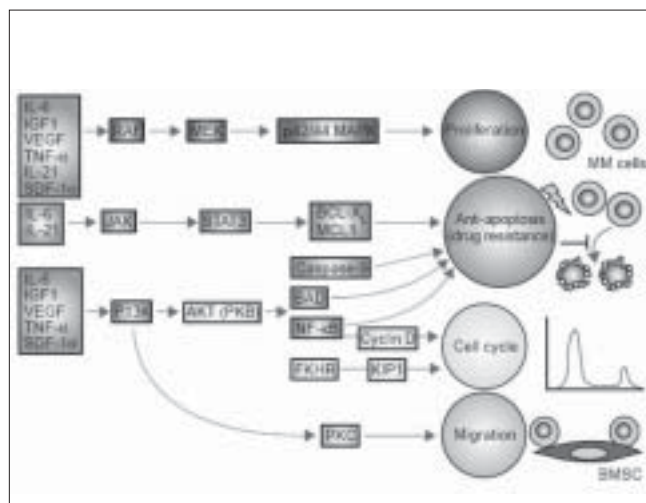 IL-6
IGF1
VEGF
TNF-α
IL-21
SDF-1α
RAF
MEK
p42/44 MAPK
Proliferation
MM cells
IL-6
IL-21
JAK
STAT3
BCL-XL
MCL1
Anti-apoptosis
(drug resistance)
IL-6
IGF1
VEGF
TNF-α
SDF-1α
PI3K
AKT (PKB)
BAD
NF-κB
Cyclin D
FKHR
KIP1
Cell cycle
PKC
Migration
BMSC